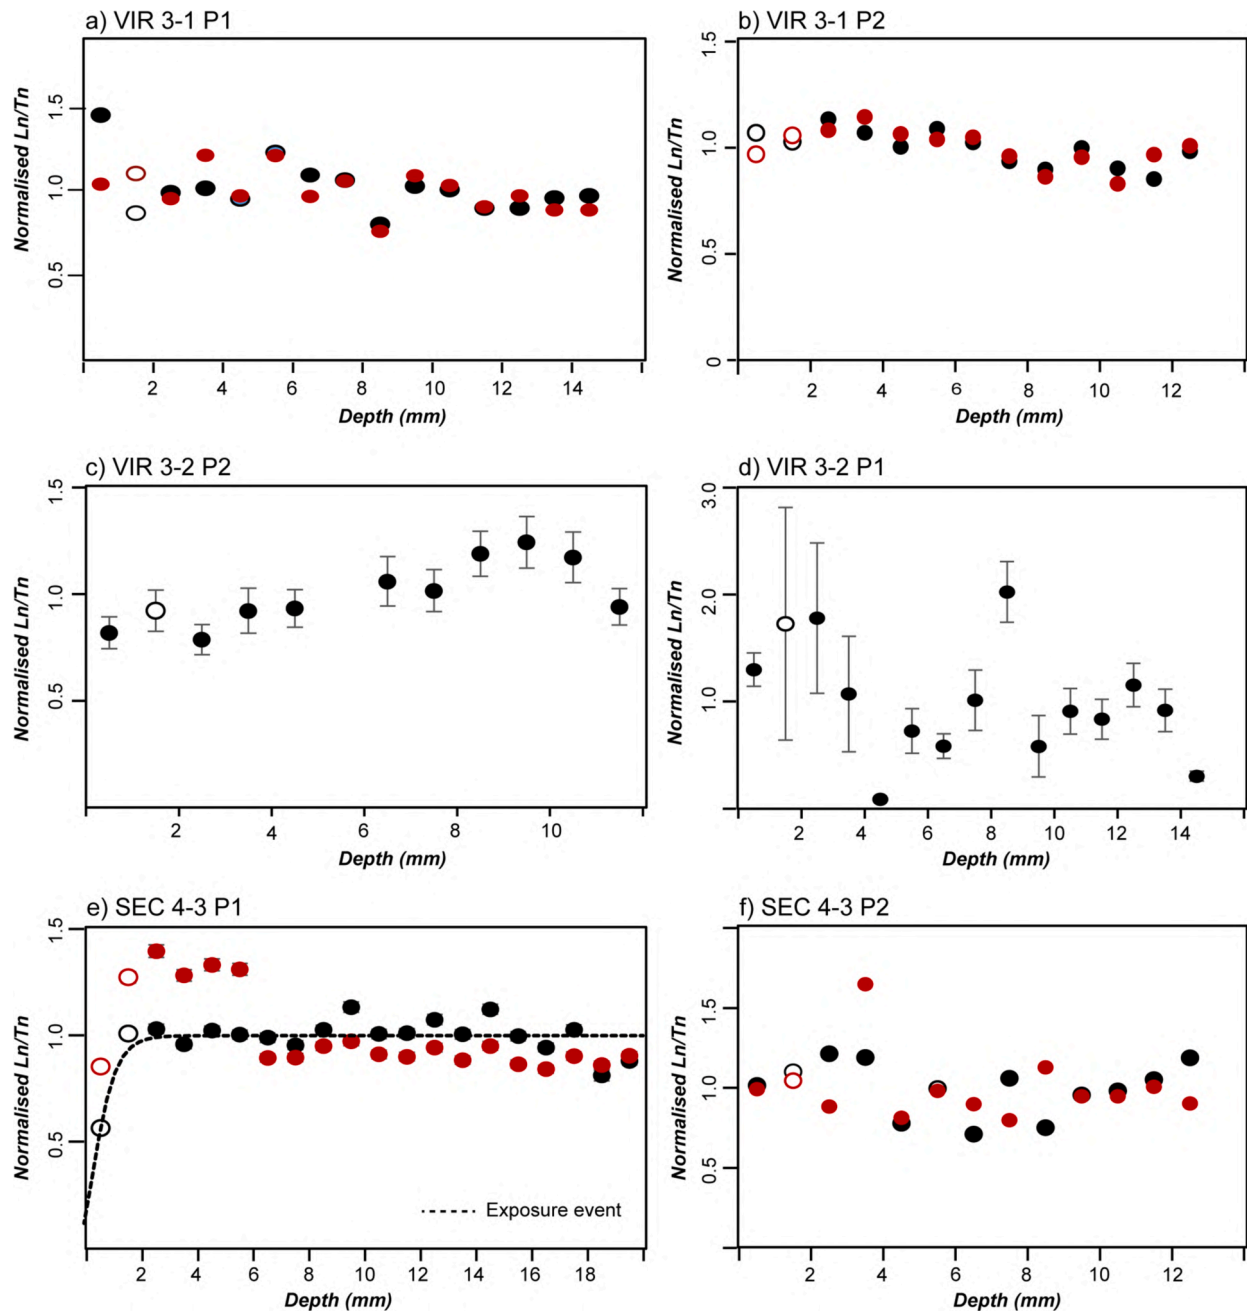 a) VIR 3-1 P1
Normalised Ln/Tn
1.5
1.0
0.5
2 4 6 8 10 12 14
Depth (mm)
b) VIR 3-1 P2
Normalised Ln/Tn
1.5
1.0
0.5
0
2 4 6 8 10 12
Depth (mm)
c) VIR 3-2 P2
Normalised Ln/Tn
1.5
1.0
0.5
2 4 6 8 10
Depth (mm)
d) VIR 3-2 P1
Normalised Ln/Tn
3.0
2.0
1.0
2 4 6 8 10 12 14
Depth (mm)
e) SEC 4-3 P1
Normalised Ln/Tn
1.5
1.0
0.5
Exposure event
2 4 6 8 10 12 14 16 18
Depth (mm)
f) SEC 4-3 P2
Normalised Ln/Tn
1.5
1.0
0.5
2 4 6 8 10 12
Depth (mm)